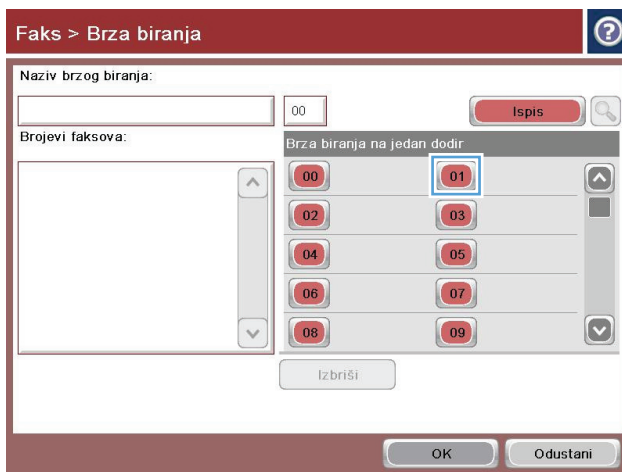 Faks > Brza biranja
?
Naziv brzog biranja:
00
Ispis
Brojevi faksova:
Brza biranja na jedan dodir
00
01
02
03
04
05
06
07
08
09
Izbriši
OK
Odustani